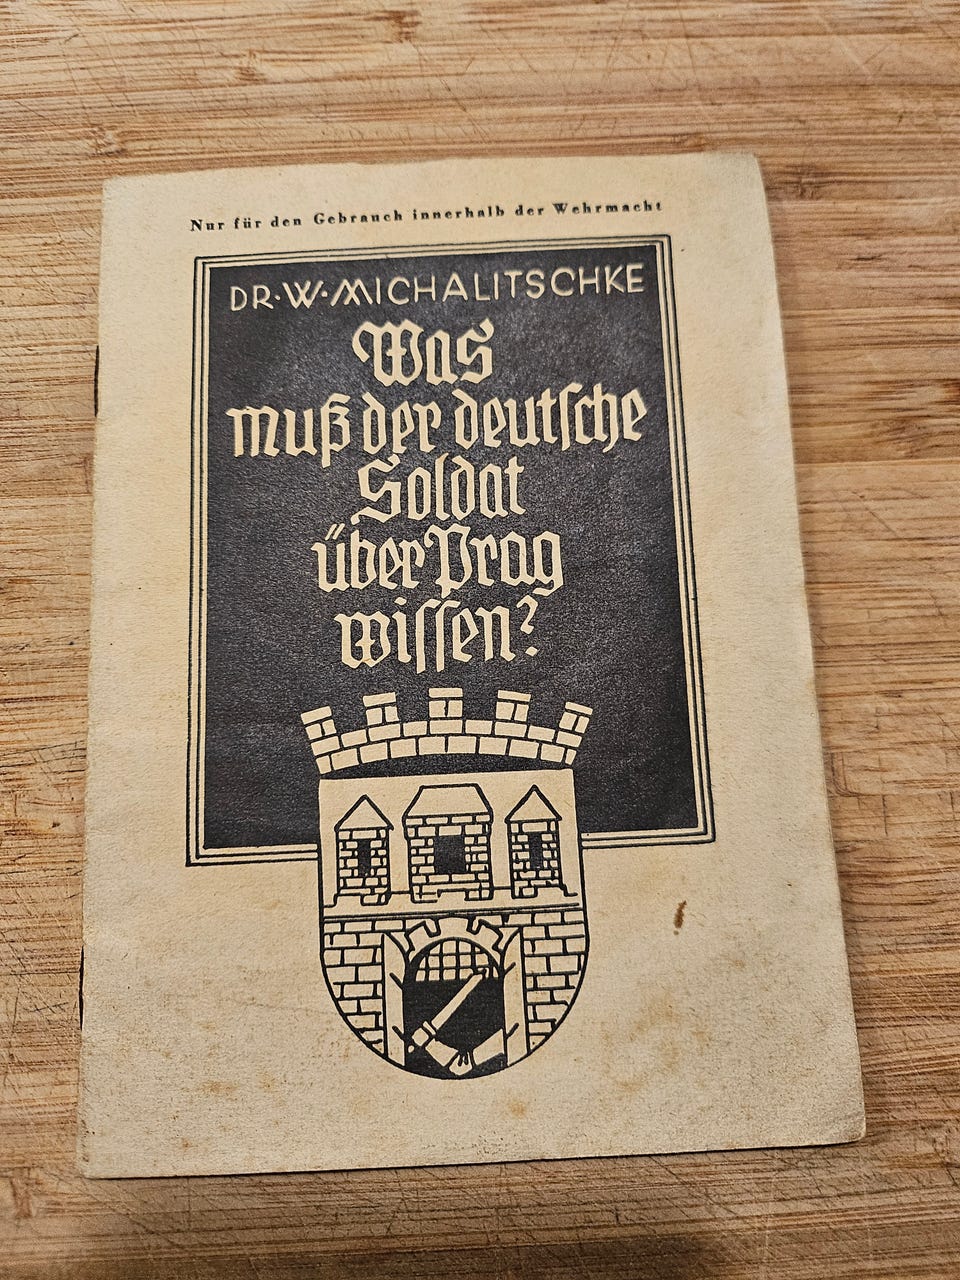 Nur für den Gebrauch innerhalb der Wehrmacht
DR·W·MICHALITSCHKE
Was
muß der deutſche
Soldat
über Prag
wiſſen?